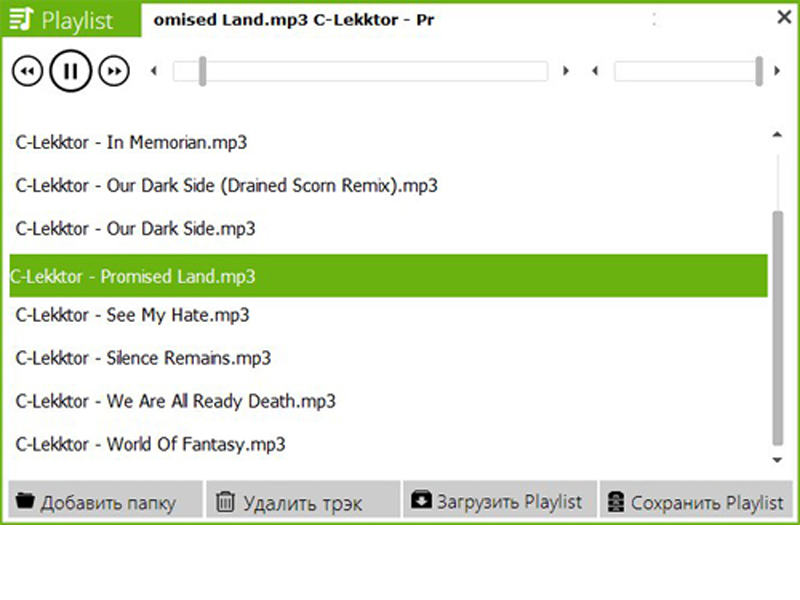 Playlist
omised Land.mp3 C-Lekktor - Pr
C-Lekktor - In Memorian.mp3
C-Lekktor - Our Dark Side (Drained Scorn Remix).mp3
C-Lekktor - Our Dark Side.mp3
C-Lekktor - Promised Land.mp3
C-Lekktor - See My Hate.mp3
C-Lekktor - Silence Remains.mp3
C-Lekktor - We Are All Ready Death.mp3
C-Lekktor - World Of Fantasy.mp3
Добавить папку
Удалить трэк
Загрузить Playlist
Сохранить Playlist